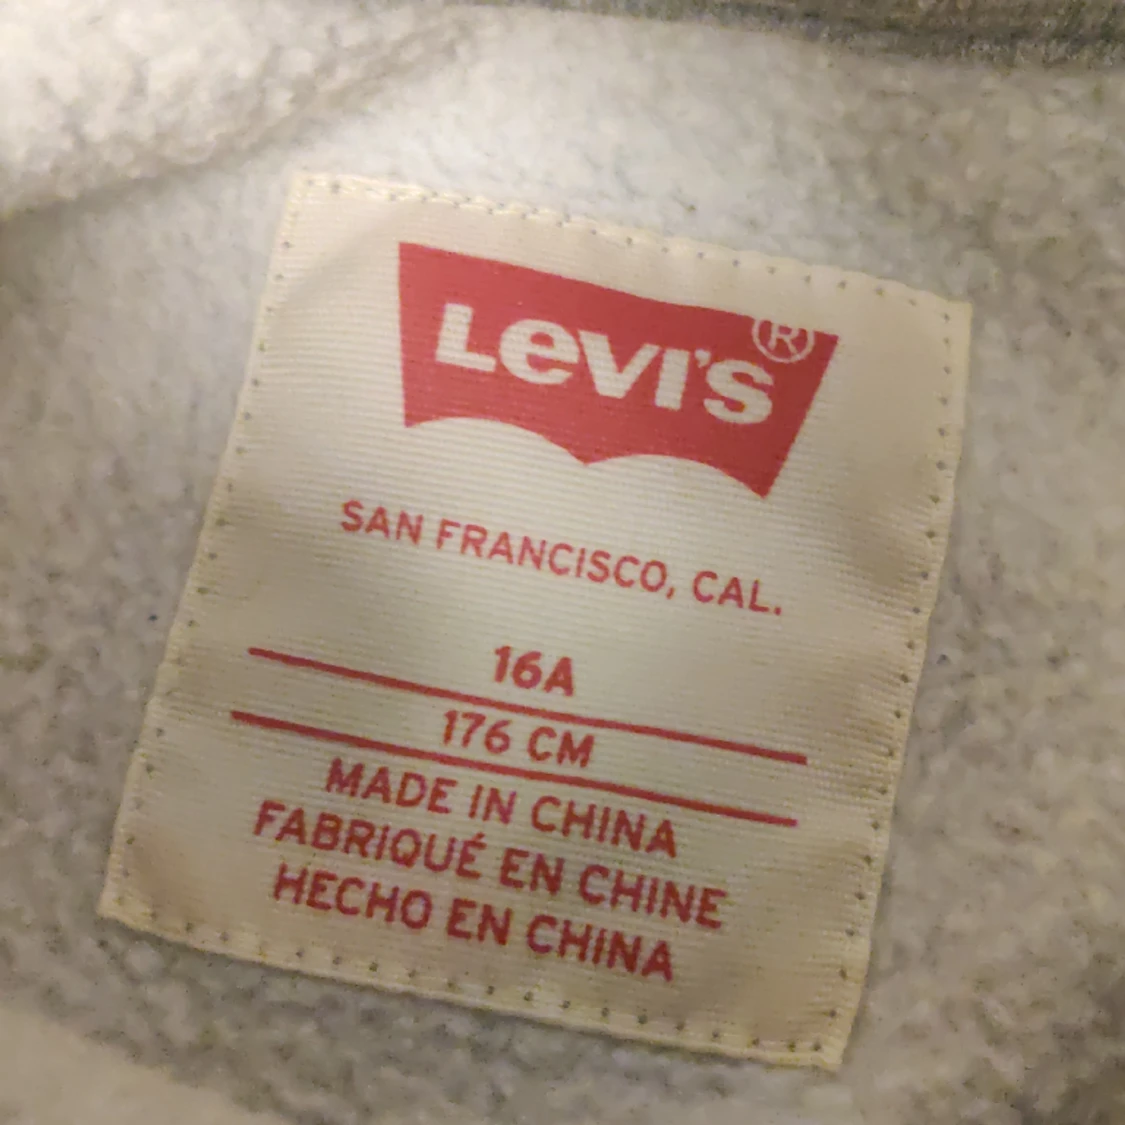 LEVI'S®
SAN FRANCISCO, CAL.
16A
176 CM
MADE IN CHINA
FABRIQUÉ EN CHINE
HECHO EN CHINA